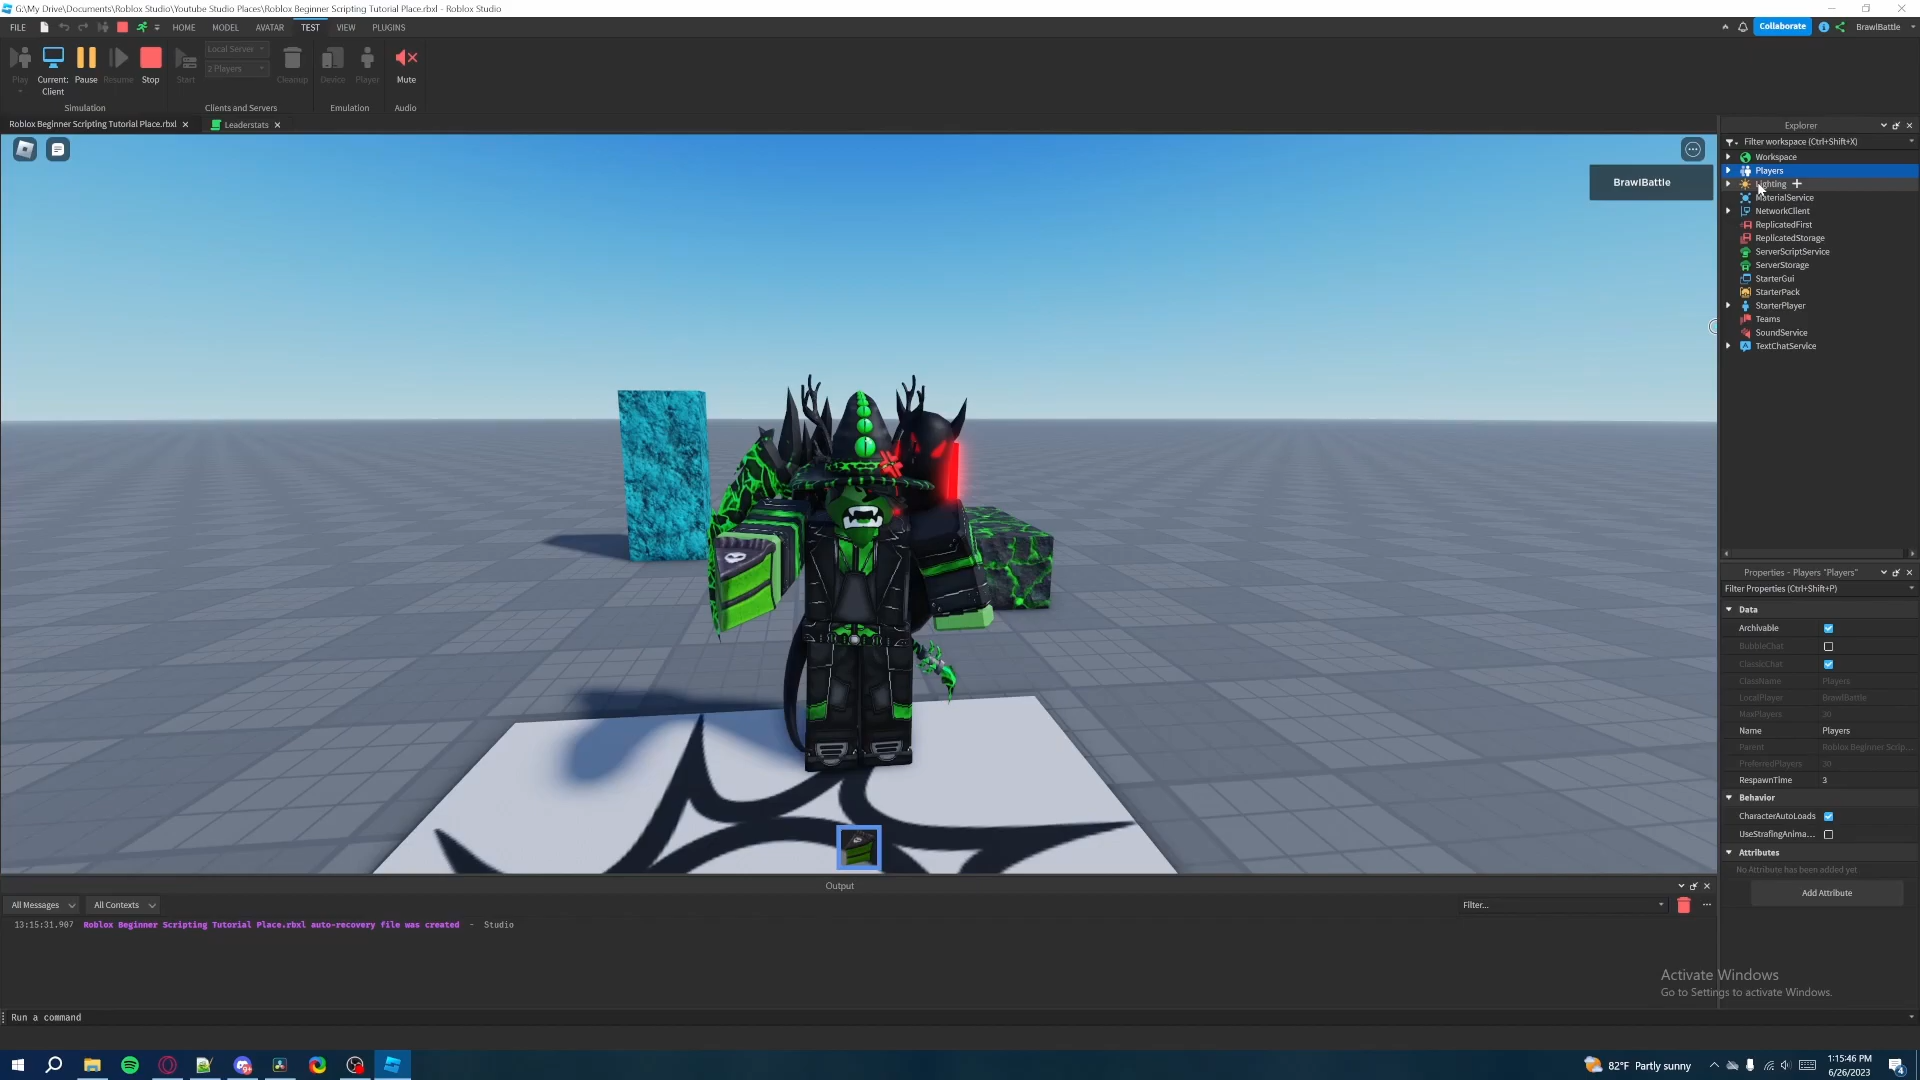 G:\My Drive\Documents\Roblox Studio\Youtube Studio Places\Roblox Beginner Scripting Tutorial Place.rbxl - Roblox Studio
FILE HOME MODEL AVATAR TEST VIEW PLUGINS Collaborate BrawlBattle
Local Server
2 Players
Play Current: Client Pause Resume Stop Start Cleanup Device Player Mute
Simulation Clients and Servers Emulation Audio
Roblox Beginner Scripting Tutorial Place.rbxl Leaderstats
BrawlBattle
Explorer
Filter workspace (Ctrl+Shift+X)
Workspace
Players
Lighting
MaterialService
NetworkClient
ReplicatedFirst
ReplicatedStorage
ServerScriptService
ServerStorage
StarterGui
StarterPack
StarterPlayer
Teams
SoundService
TextChatService
Properties - Players "Players"
Filter Properties (Ctrl+Shift+P)
Data
Archivable
BubbleChat
ClassicChat
ClassName Players
LocalPlayer BrawlBattle
MaxPlayers 30
Name Players
Parent Roblox Beginner Scrip...
PreferredPlayers 30
RespawnTime 3
Behavior
CharacterAutoLoads
UseStrafingAnima...
Attributes
No Attribute has been added yet
Add Attribute
Output
All Messages All Contexts Filter...
13:15:31.907 Roblox Beginner Scripting Tutorial Place.rbxl auto-recovery file was created - Studio
Activate Windows
Go to Settings to activate Windows.
Run a command
82°F Partly sunny
1:15:46 PM
6/26/2023